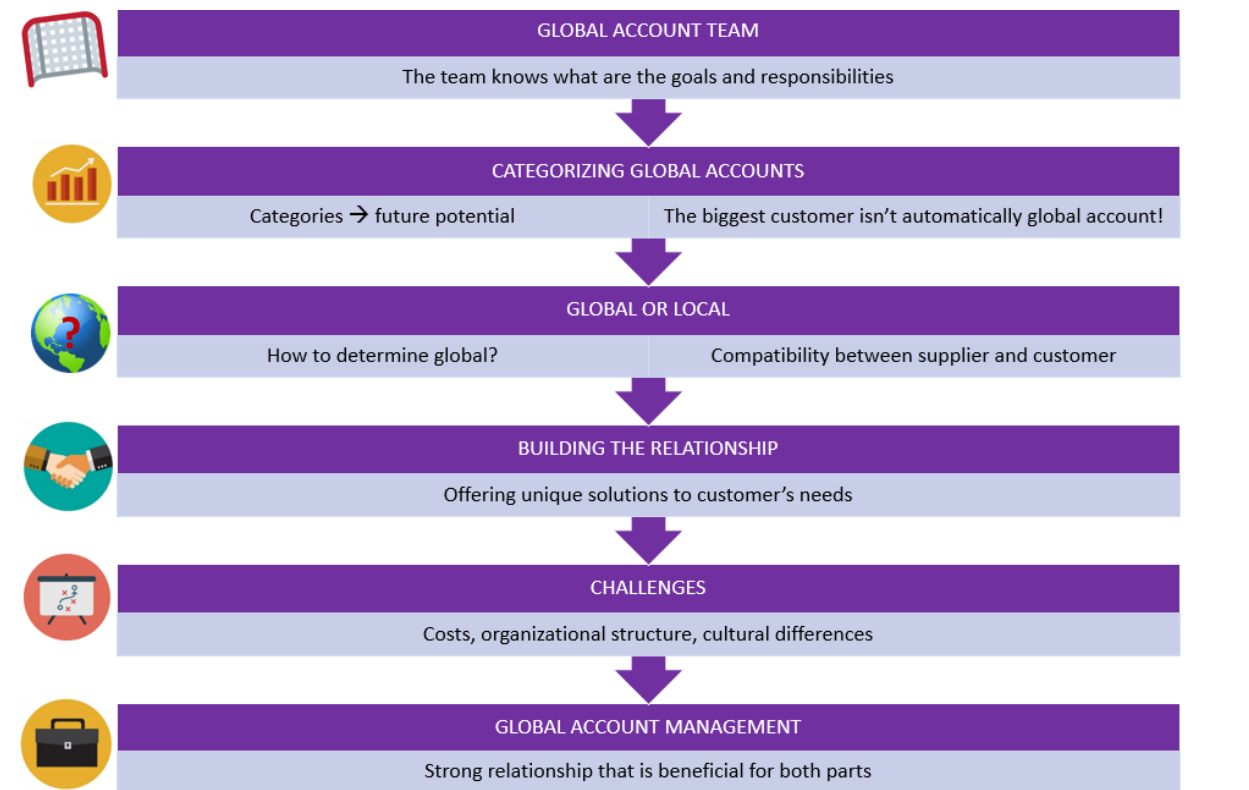 GLOBAL ACCOUNT TEAM
The team knows what are the goals and responsibilities
CATEGORIZING GLOBAL ACCOUNTS
Categories → future potential
The biggest customer isn’t automatically global account!
GLOBAL OR LOCAL
?
How to determine global?
Compatibility between supplier and customer
BUILDING THE RELATIONSHIP
Offering unique solutions to customer’s needs
CHALLENGES
Costs, organizational structure, cultural differences
GLOBAL ACCOUNT MANAGEMENT
Strong relationship that is beneficial for both parts